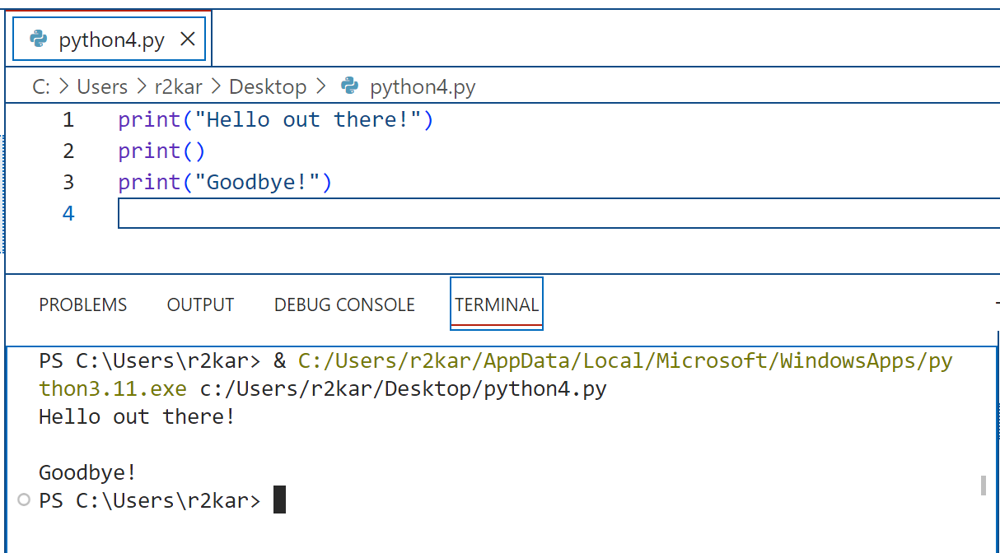 python4.py
C: > Users > r2kar > Desktop > python4.py
1 print("Hello out there!")
2 print()
3 print("Goodbye!")
4
PROBLEMS OUTPUT DEBUG CONSOLE TERMINAL
PS C:\Users\r2kar> & C:/Users/r2kar/AppData/Local/Microsoft/WindowsApps/py
thon3.11.exe c:/Users/r2kar/Desktop/python4.py
Hello out there!
Goodbye!
PS C:\Users\r2kar>